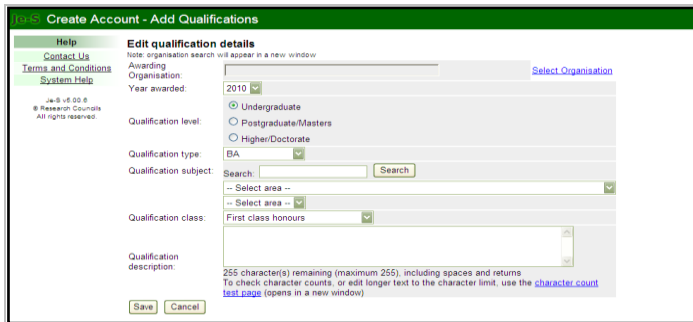 Je-S Create Account - Add Qualifications
Help
Contact Us
Terms and Conditions
System Help
Je-S v5.00.6
© Research Councils
All rights reserved.
Edit qualification details
Note: organisation search will appear in a new window
Awarding
Organisation:
Select Organisation
Year awarded:
2010
Qualification level:
Undergraduate
Postgraduate/Masters
Higher/Doctorate
Qualification type:
BA
Qualification subject:
Search:
Search
-- Select area --
-- Select area --
Qualification class:
First class honours
Qualification
description:
255 character(s) remaining (maximum 255), including spaces and returns
To check character counts, or edit longer text to the character limit, use the character count
test page (opens in a new window)
Save
Cancel